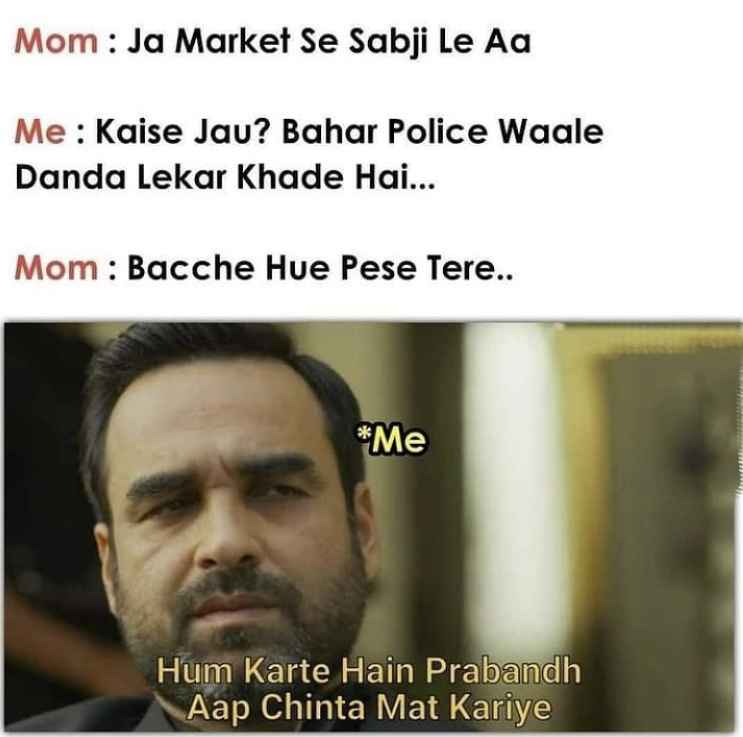 Mom : Ja Market Se Sabji Le Aa
Me : Kaise Jau? Bahar Police Waale
Danda Lekar Khade Hai...
Mom : Bacche Hue Pese Tere..
*Me
Hum Karte Hain Prabandh
Aap Chinta Mat Kariye